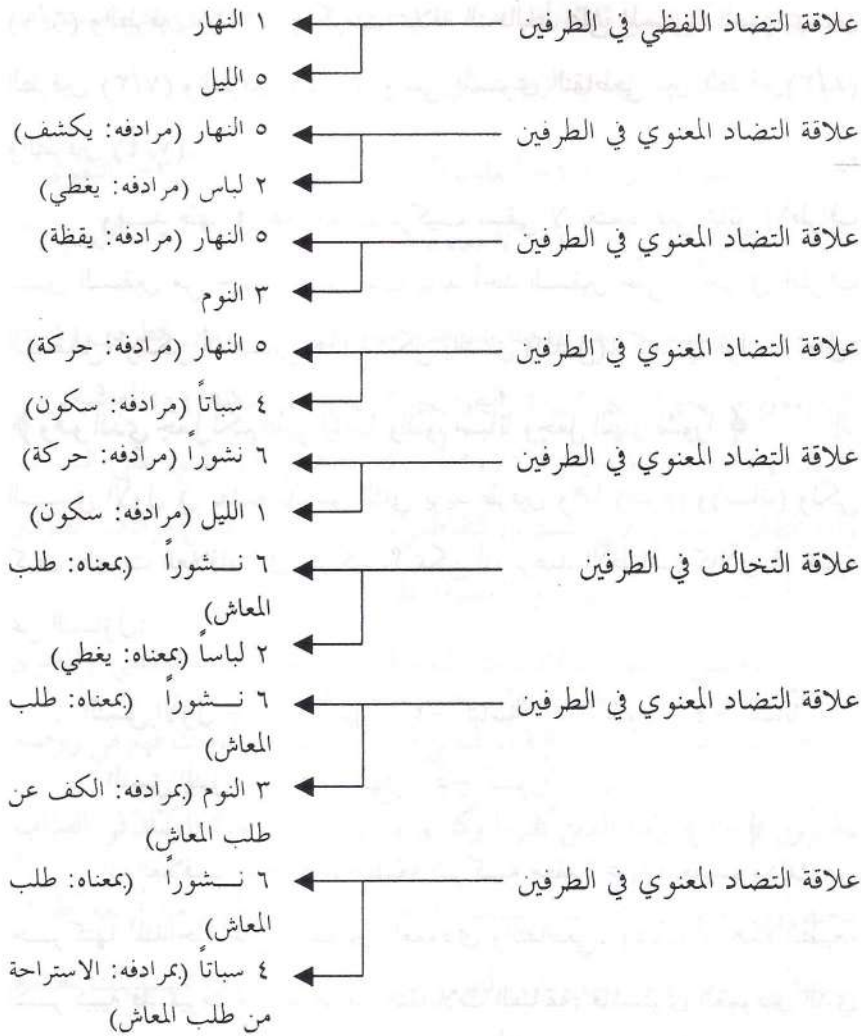 علاقة التضاد اللفظي في الطرفين ١ النهار
٥ الليل
علاقة التضاد المعنوي في الطرفين ٥ النهار (مرادفه: يكشف)
٢ لباس (مرادفه: يغطي)
علاقة التضاد المعنوي في الطرفين ٥ النهار (مرادفه: يقظة)
٣ النوم
علاقة التضاد المعنوي في الطرفين ٥ النهار (مرادفه: حركة)
٤ سباتاً (مرادفه: سكون)
علاقة التضاد المعنوي في الطرفين ٦ نشوراً (مرادفه: حركة)
١ الليل (مرادفه: سكون)
علاقة التخالف في الطرفين ٦ نـــشوراً (بمعناه: طلب
المعاش)
٢ لباساً (بمعناه: يغطي)
علاقة التضاد المعنوي في الطرفين ٦ نـــشوراً (بمعناه: طلب
المعاش)
٣ النوم (بمرادفه: الكف عن
طلب المعاش)
علاقة التضاد المعنوي في الطرفين ٦ نـــشوراً (بمعناه: طلب
المعاش)
٤ سباتاً (بمرادفه: الاستراحة
من طلب المعاش)